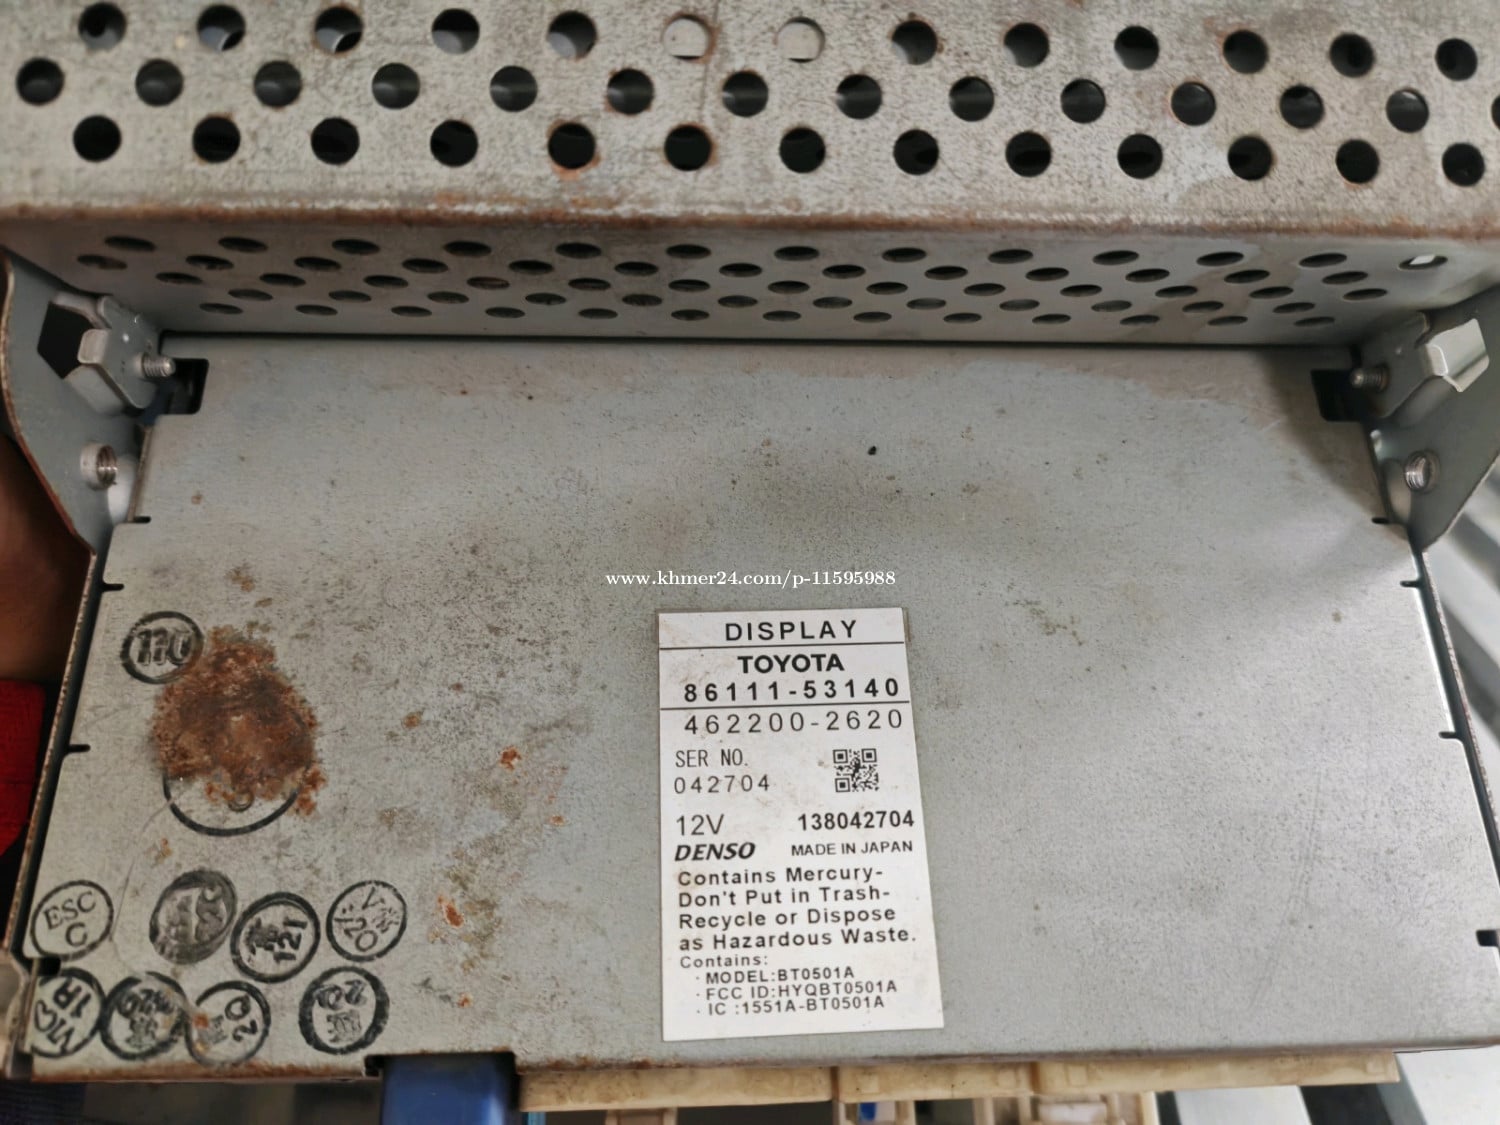 www.khmer24.com/p-11595988
DISPLAY
TOYOTA
86111-53140
462200-2620
SER NO.
042704
12V 138042704
DENSO MADE IN JAPAN
Contains Mercury-
Don't Put in Trash-
Recycle or Dispose
as Hazardous Waste.
Contains:
· MODEL:BT0501A
· FCC ID:HYQBT0501A
· IC :1551A-BT0501A
110
ESC
C
121